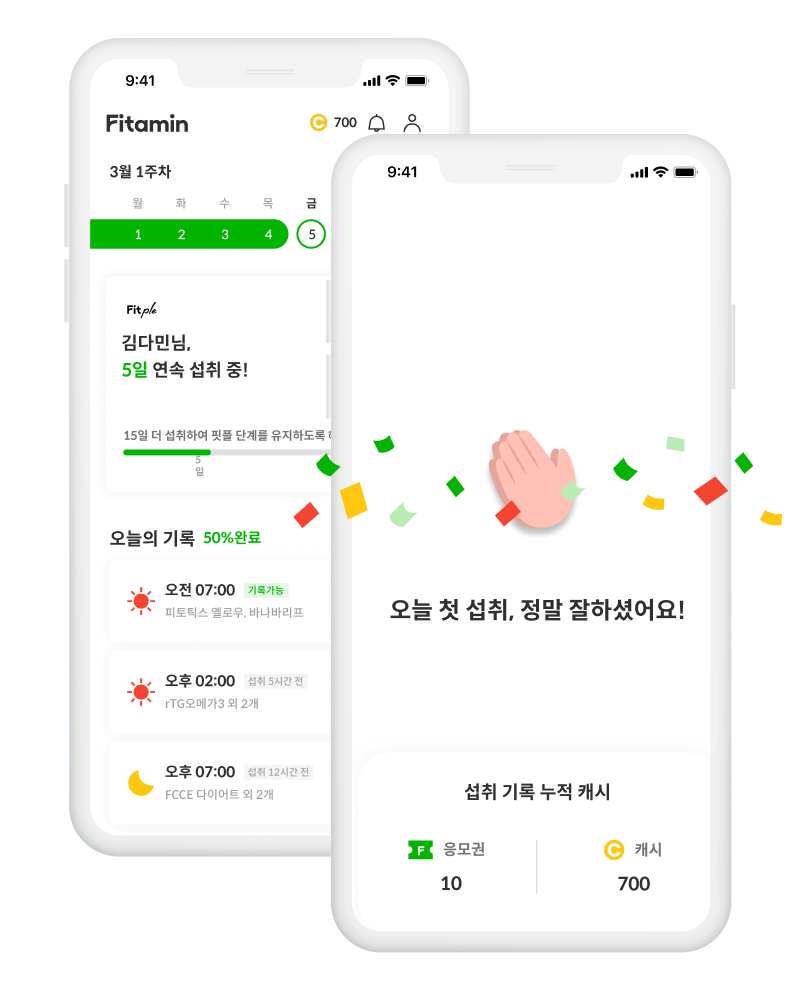 9:41
Fitamin
C 700
3월 1주차
월 화 수 목 금
1 2 3 4 5
Fitple
김다민님,
5일 연속 섭취 중!
15일 더 섭취하여 핏플 단계를 유지하도록
5
일
오늘의 기록 50%완료
오전 07:00 기록가능
피토틱스 옐로우, 바나바리프
오후 02:00 섭취 5시간 전
rTG오메가3 외 2개
오후 07:00 섭취 12시간 전
FCCE 다이어트 외 2개
9:41
오늘 첫 섭취, 정말 잘하셨어요!
섭취 기록 누적 캐시
F 응모권
10
C 캐시
700